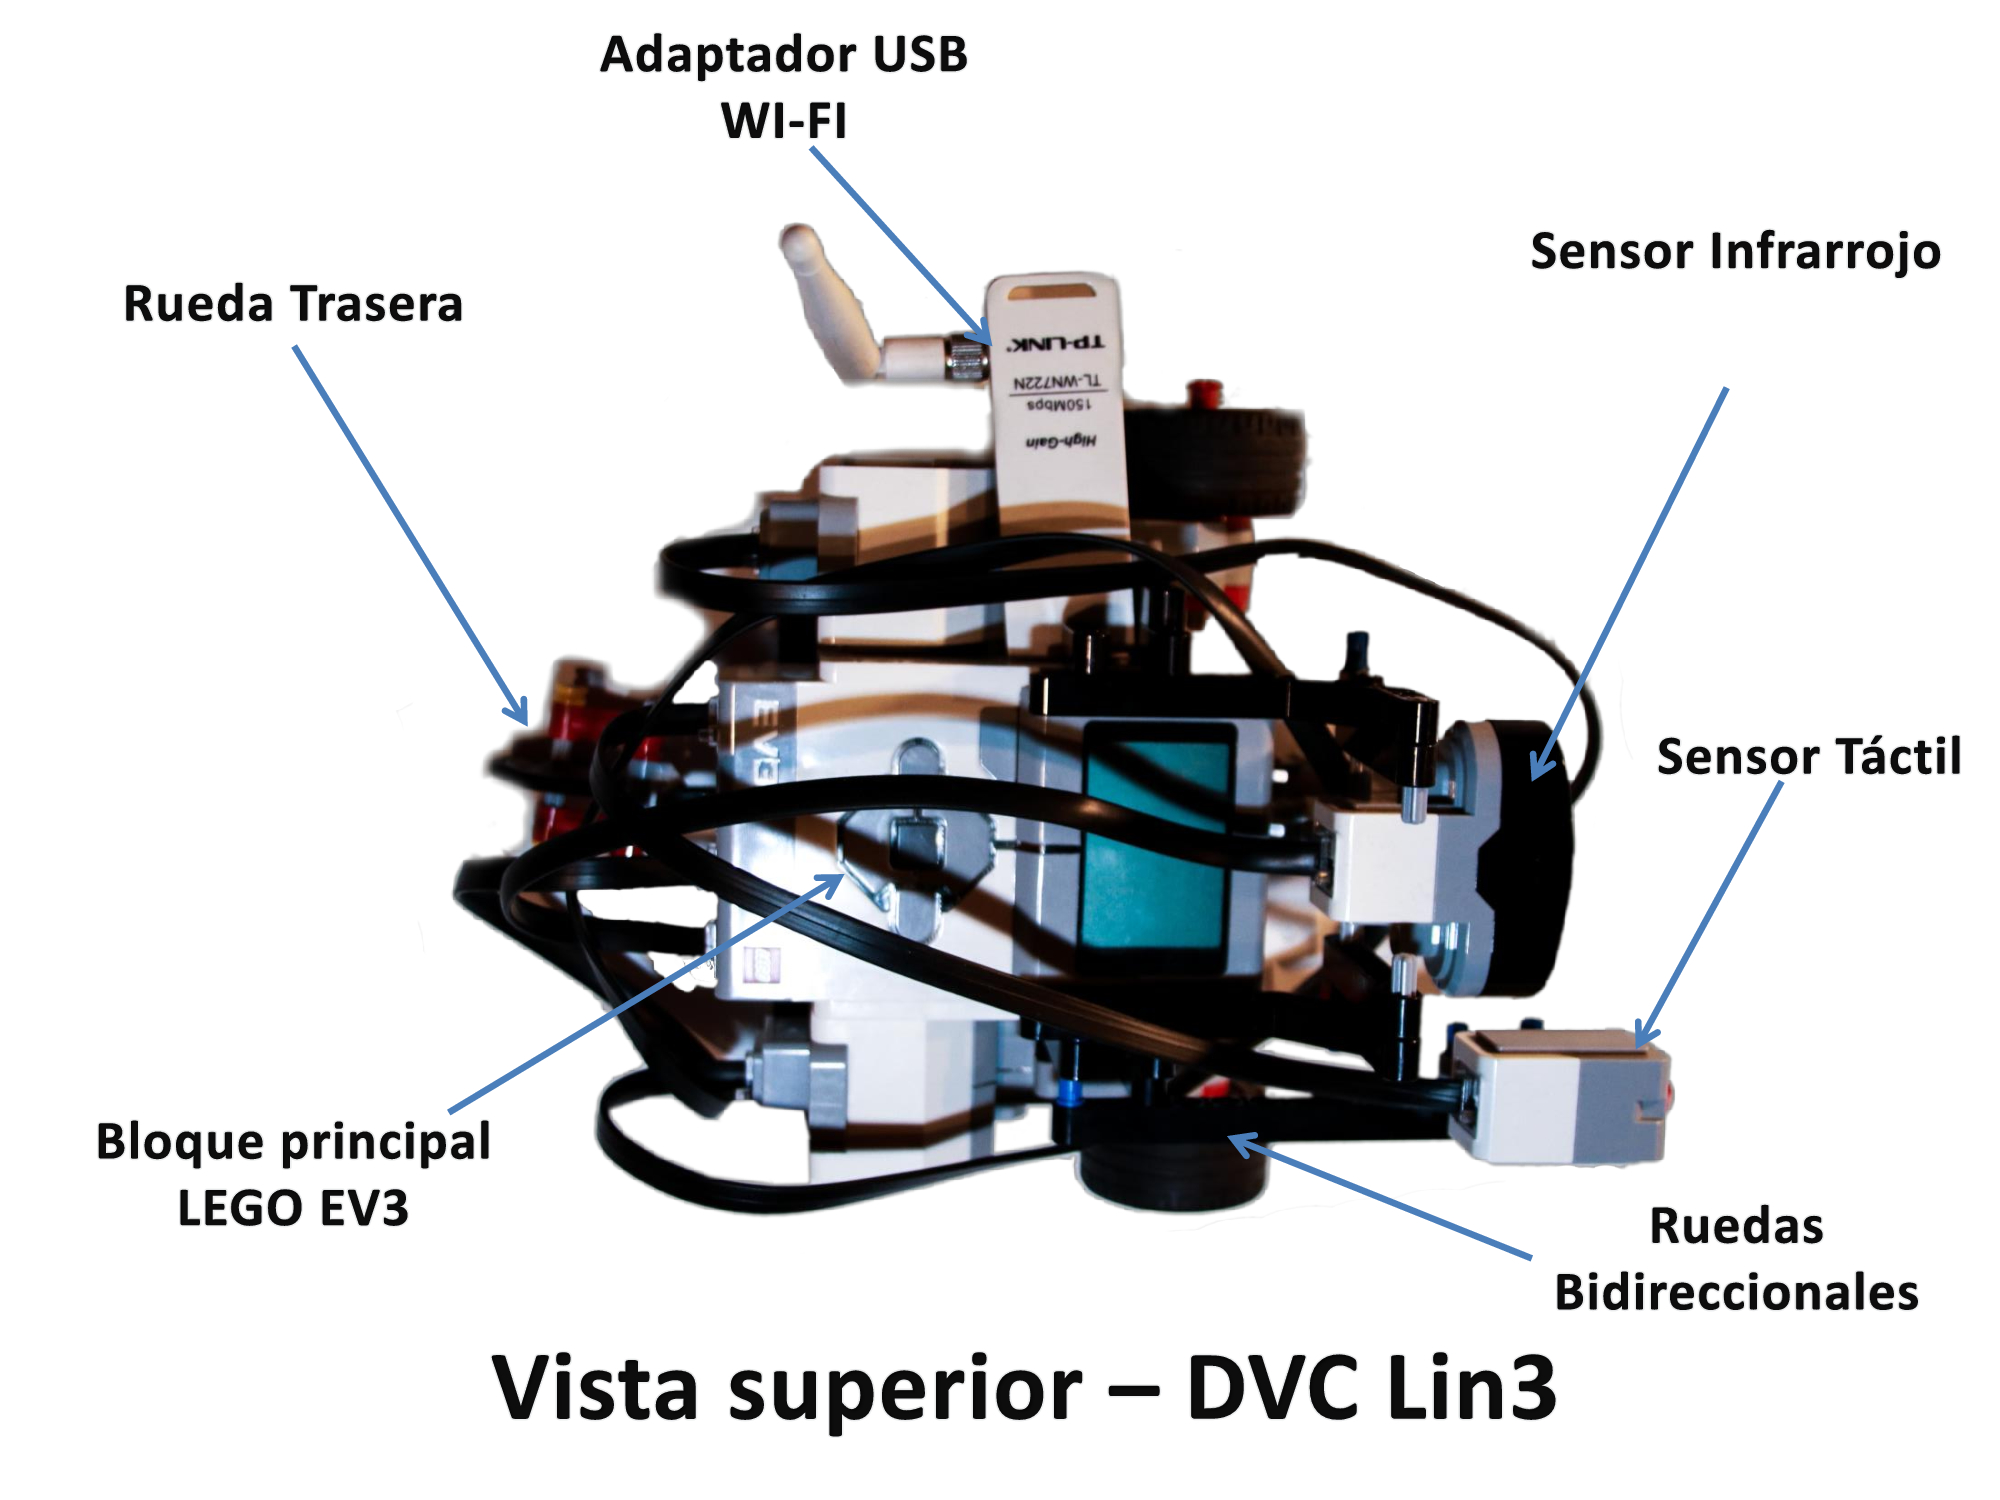 Adaptador USB
WI-FI
Sensor Infrarrojo
Rueda Trasera
TP-LINK
TL-WN722N
150Mbps
High-Gain
EV3
Sensor Táctil
Bloque principal
LEGO EV3
Ruedas
Bidireccionales
Vista superior – DVC Lin3